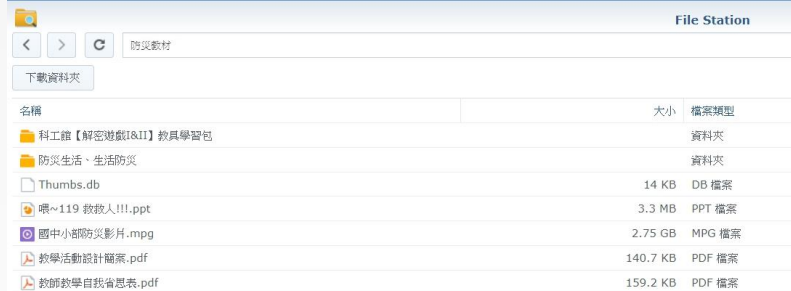 File Station
防災教材
下載資料夾
名稱 大小 檔案類型
科工館【解密遊戲I&II】教具學習包 資料夾
防災生活、生活防災 資料夾
Thumbs.db 14 KB DB 檔案
喂~119 救救人!!!.ppt 3.3 MB PPT 檔案
國中小部防災影片.mpg 2.75 GB MPG 檔案
教學活動設計簡案.pdf 140.7 KB PDF 檔案
教師教學自我省思表.pdf 159.2 KB PDF 檔案